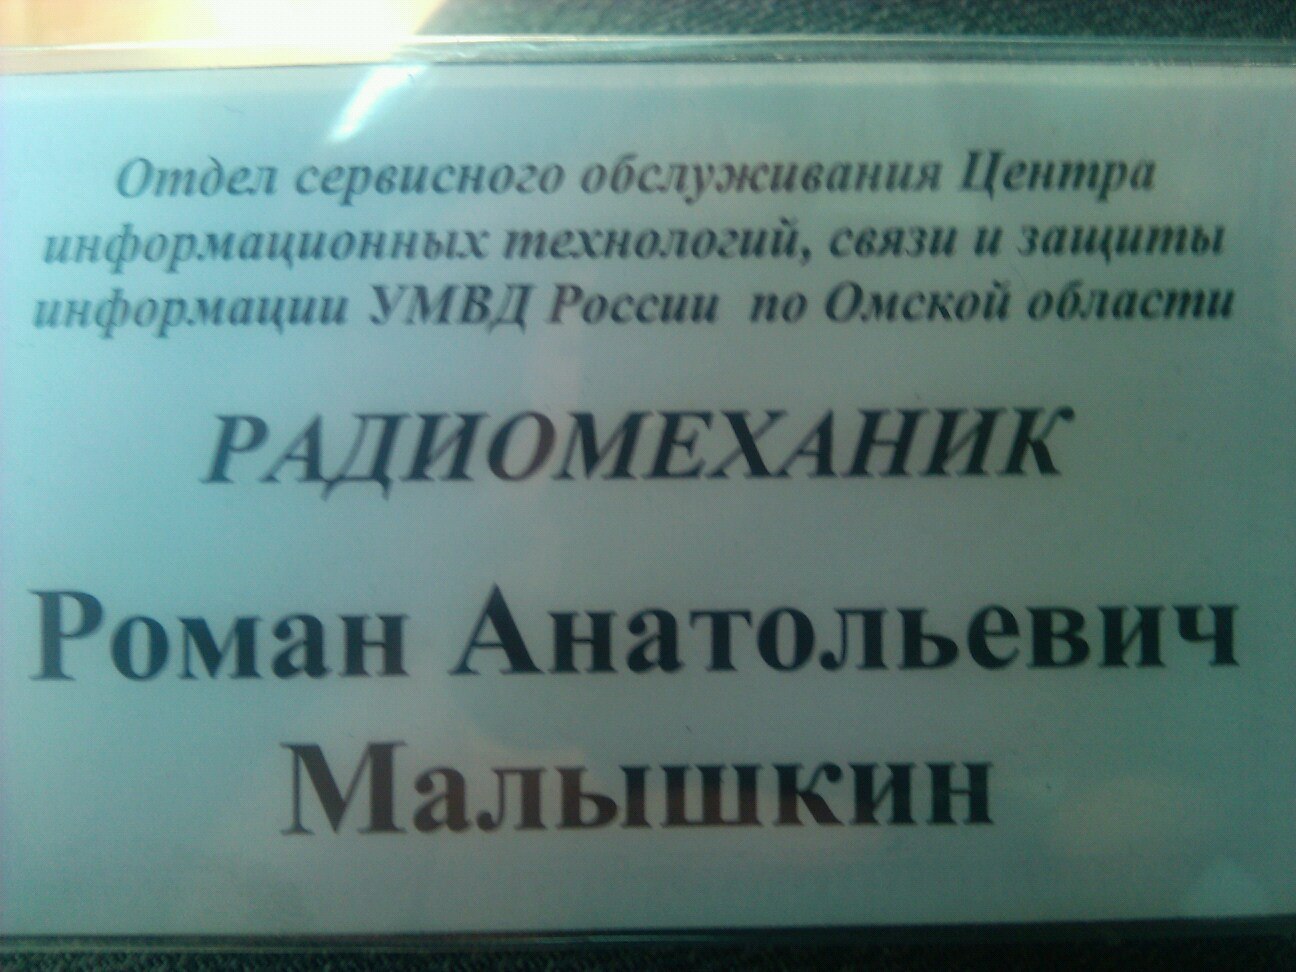 Отдел сервисного обслуживания Центра
информационных технологий, связи и защиты
информации УМВД России по Омской области
РАДИОМЕХАНИК
Роман Анатольевич
Малышкин